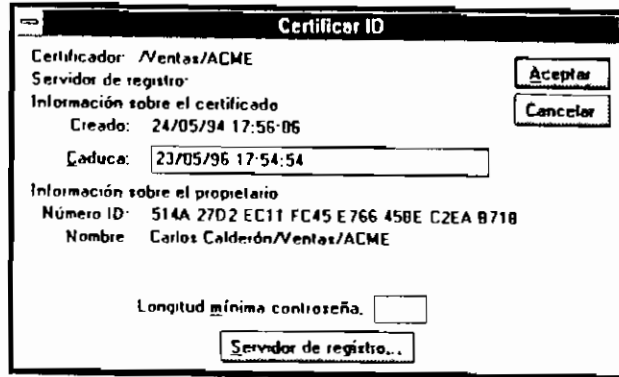 Certificar ID
Certificador: /Ventas/ACME
Servidor de registro:
Aceptar
Información sobre el certificado
Cancelar
Creado: 24/05/94 17:56:06
Caduca: 23/05/96 17:54:54
Información sobre el propietario
Número ID: 514A 27D2 EC11 FC45 E766 458E C2EA B718
Nombre Carlos Calderón/Ventas/ACME
Longitud mínima contraseña.
Servidor de registro...